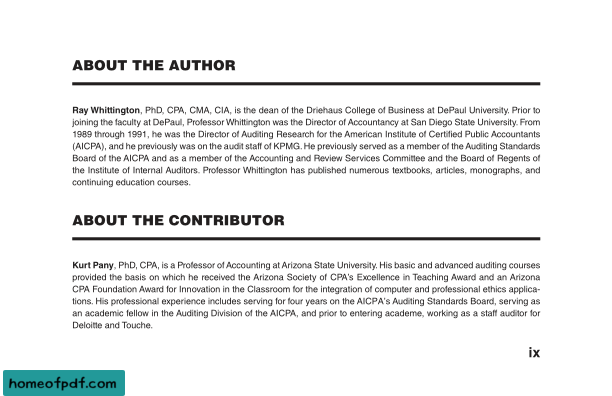 ABOUT THE AUTHOR
Ray Whittington, PhD, CPA, CMA, CIA, is the dean of the Driehaus College of Business at DePaul University. Prior to
joining the faculty at DePaul, Professor Whittington was the Director of Accountancy at San Diego State University. From
1989 through 1991, he was the Director of Auditing Research for the American Institute of Certified Public Accountants
(AICPA), and he previously was on the audit staff of KPMG. He previously served as a member of the Auditing Standards
Board of the AICPA and as a member of the Accounting and Review Services Committee and the Board of Regents of
the Institute of Internal Auditors. Professor Whittington has published numerous textbooks, articles, monographs, and
continuing education courses.
ABOUT THE CONTRIBUTOR
Kurt Pany, PhD, CPA, is a Professor of Accounting at Arizona State University. His basic and advanced auditing courses
provided the basis on which he received the Arizona Society of CPA's Excellence in Teaching Award and an Arizona
CPA Foundation Award for Innovation in the Classroom for the integration of computer and professional ethics applica-
tions. His professional experience includes serving for four years on the AICPA's Auditing Standards Board, serving as
an academic fellow in the Auditing Division of the AICPA, and prior to entering academe, working as a staff auditor for
Deloitte and Touche.
ix
homeofpdf.com